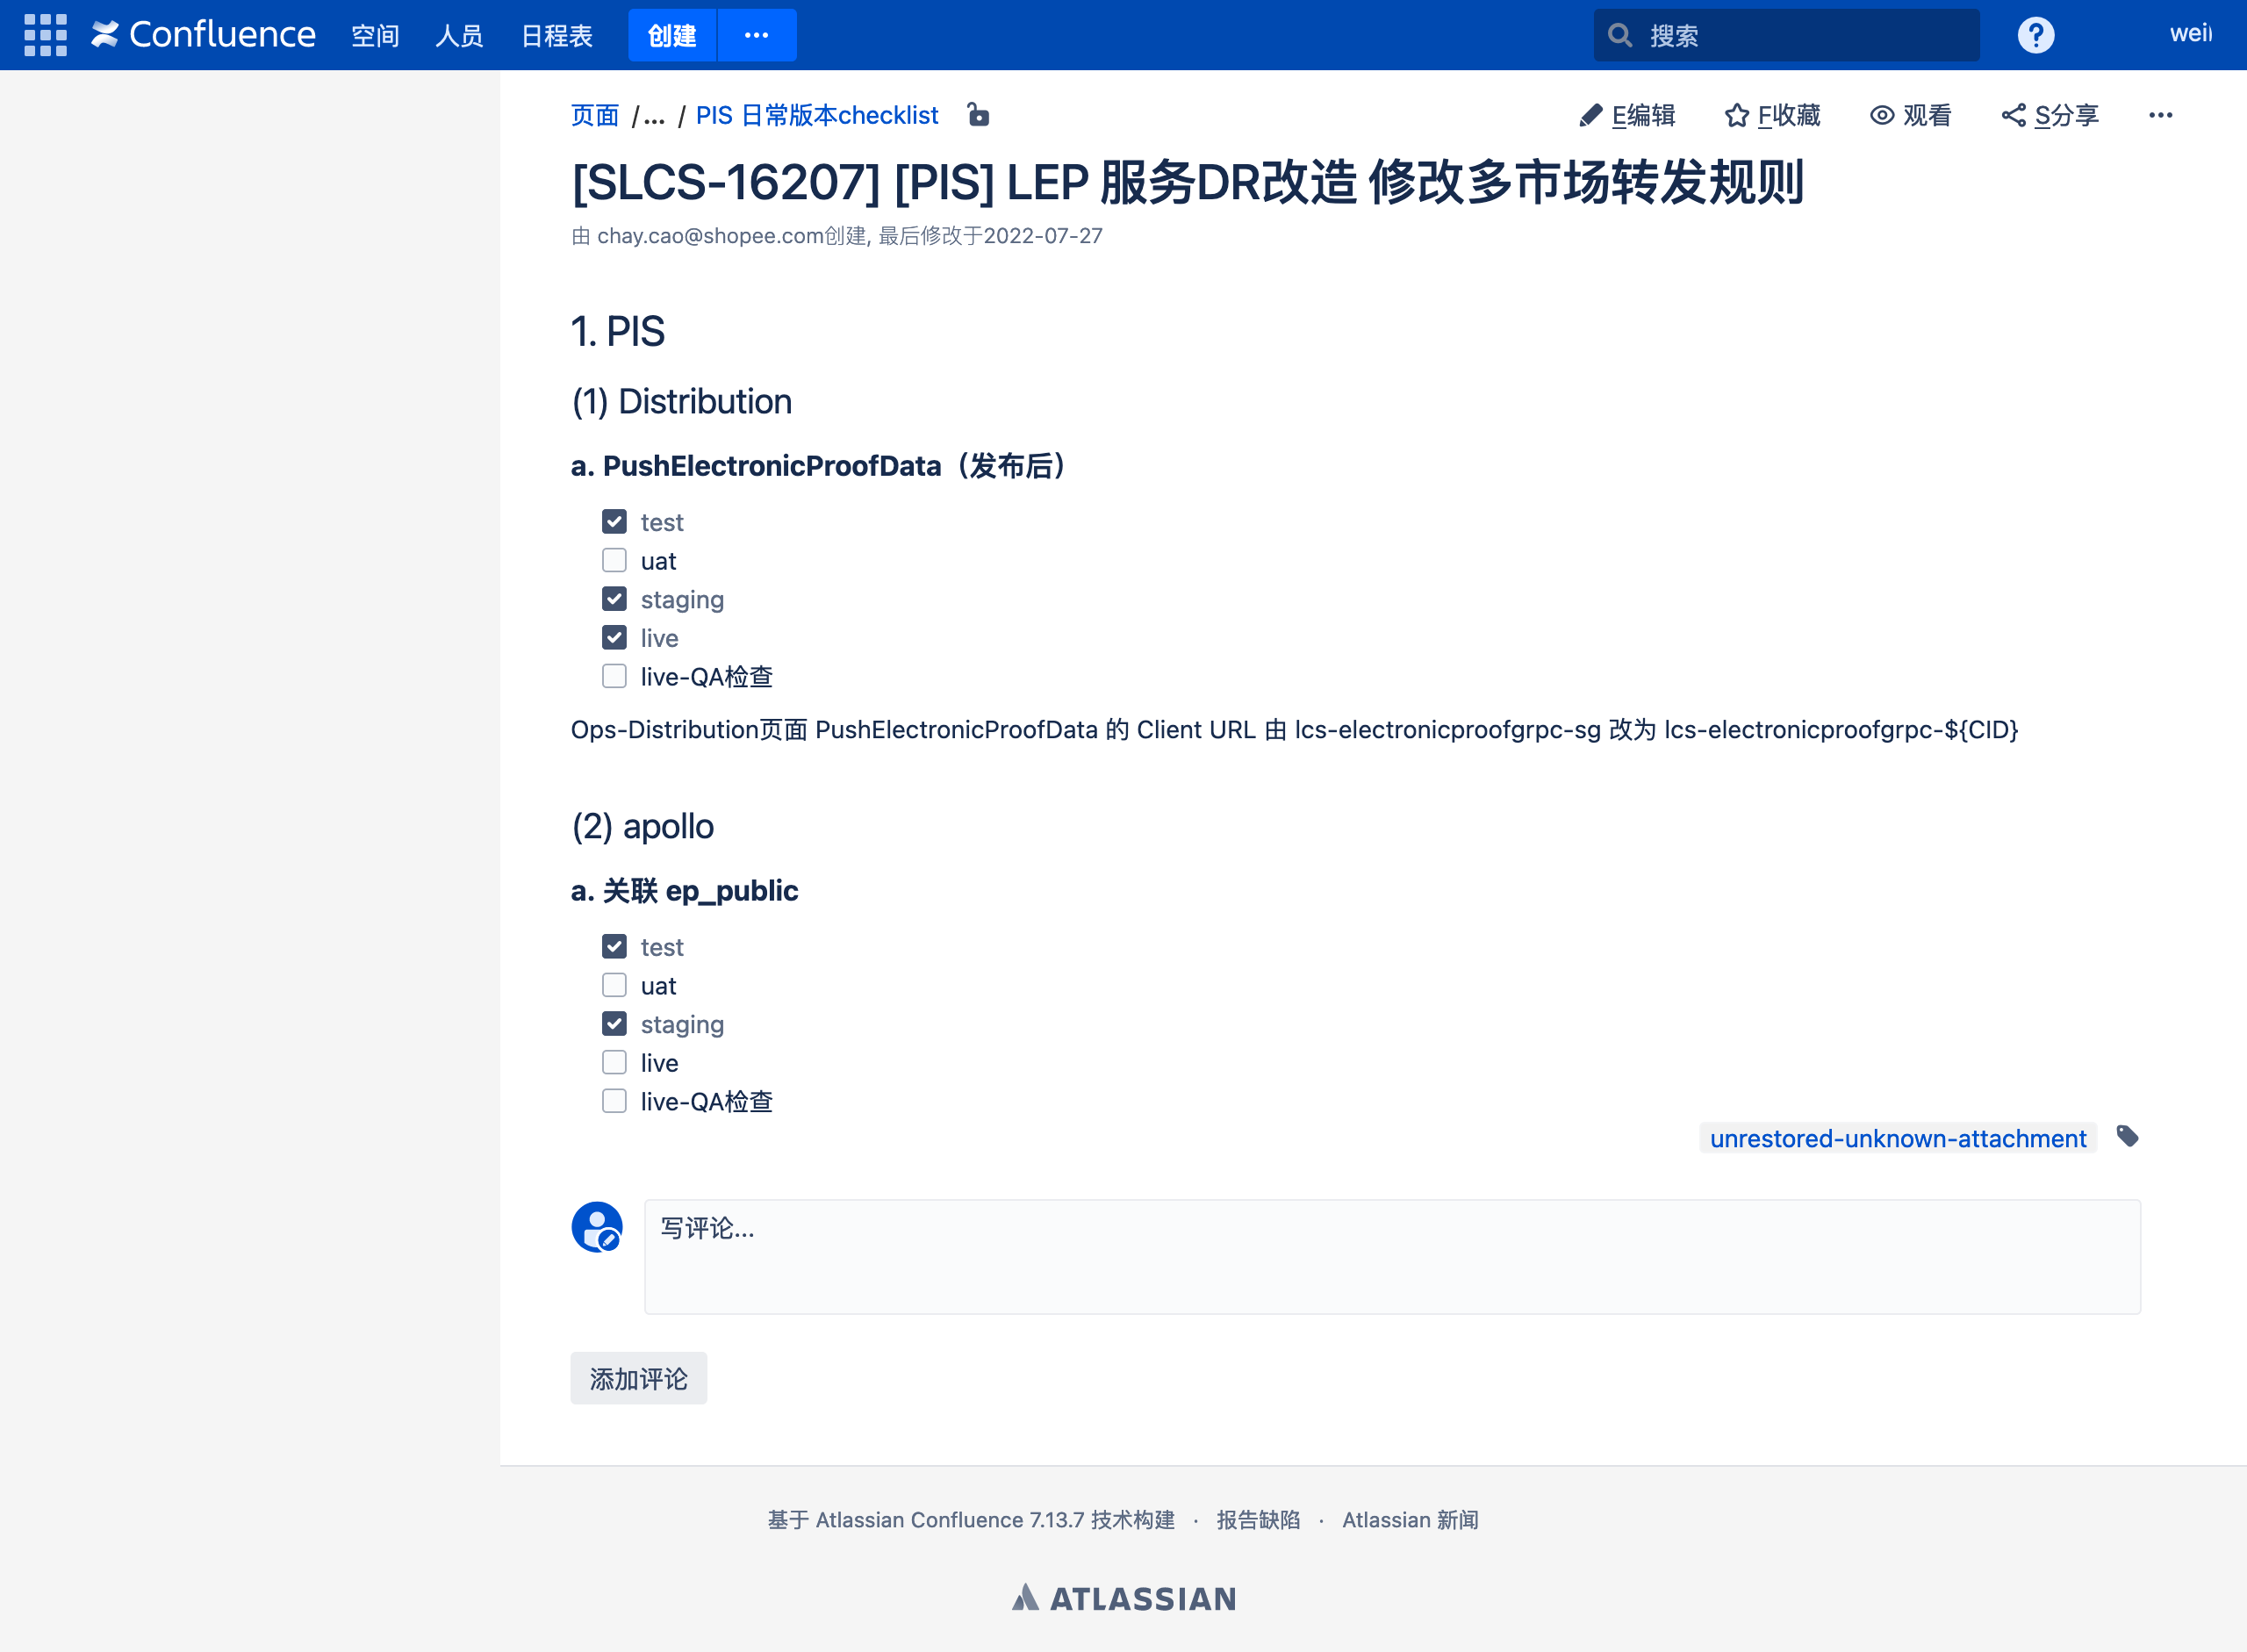 Confluence 空间 人员 日程表 创建 ··· 搜索 ? wei
页面 /... / PIS 日常版本checklist E编辑 F收藏 观看 S分享 ···
[SLCS-16207] [PIS] LEP 服务DR改造 修改多市场转发规则
由 chay.cao@shopee.com创建, 最后修改于2022-07-27
1. PIS
(1) Distribution
a. PushElectronicProofData（发布后）
test
uat
staging
live
live-QA检查
Ops-Distribution页面 PushElectronicProofData 的 Client URL 由 lcs-electronicproofgrpc-sg 改为 lcs-electronicproofgrpc-${CID}
(2) apollo
a. 关联 ep_public
test
uat
staging
live
live-QA检查
unrestored-unknown-attachment
写评论...
添加评论
基于 Atlassian Confluence 7.13.7 技术构建 · 报告缺陷 · Atlassian 新闻
ATLASSIAN